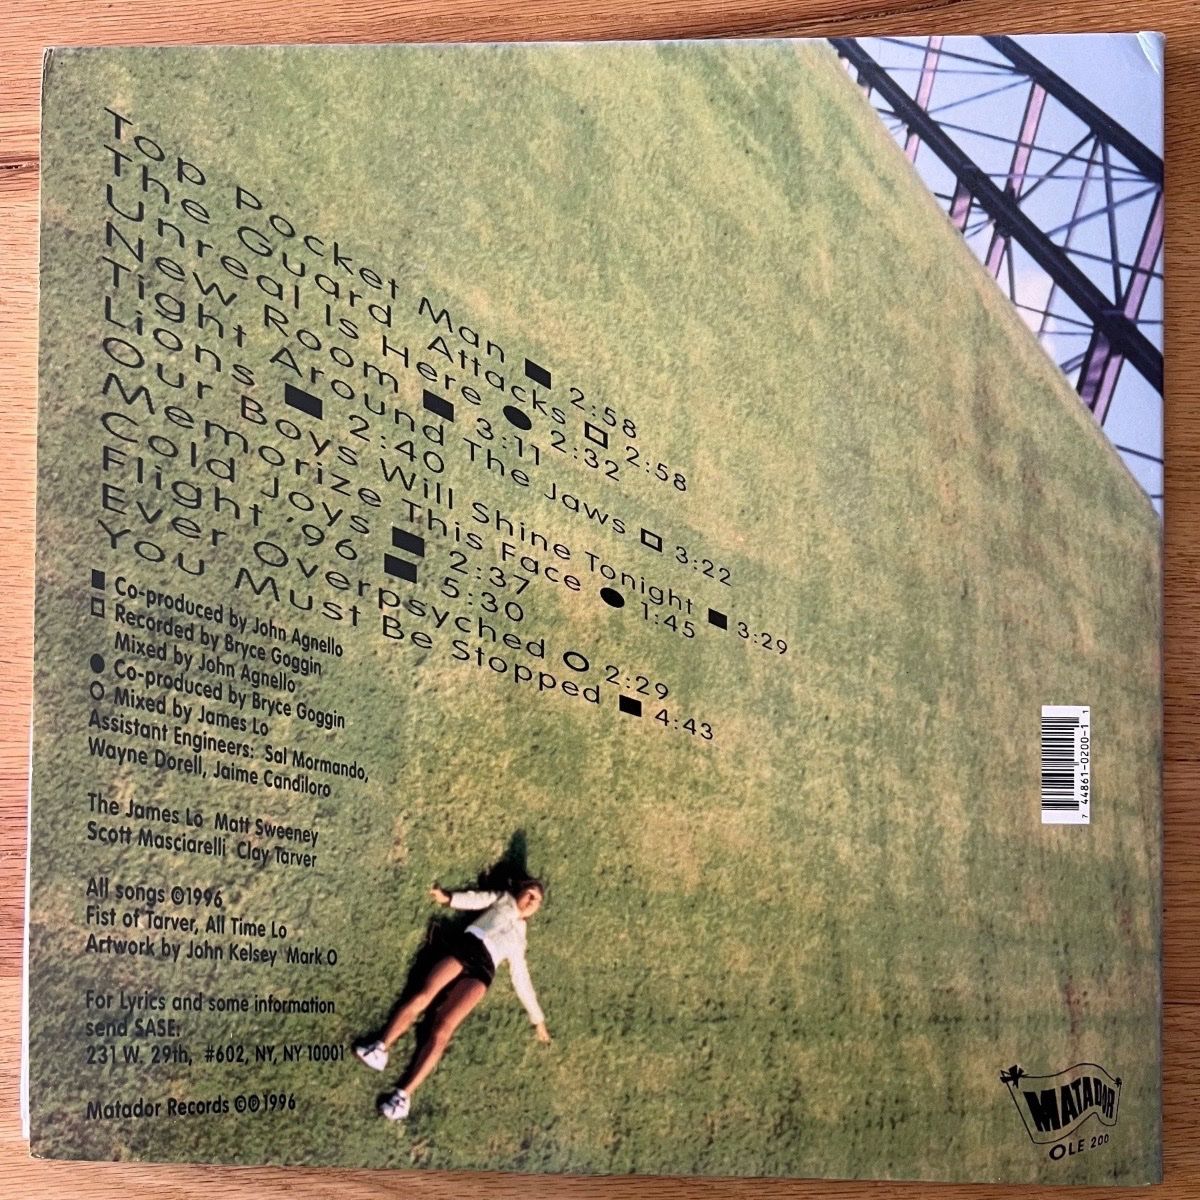 Top Pocket Man ■ 2:58
The Guard Attacks □ 2:58
Unreal Is Here ● 2:32
New Room ■ 3:11
Tight Around The Jaws □ 3:22
Lions ■ 2:40
Our Boys Will Shine Tonight ■ 3:29
Memorize This Face ● 1:45
Cold Joys ■ 2:37
Flight '96 ■ 5:30
Ever Overpsyched ○ 2:29
You Must Be Stopped ■ 4:43
■ Co-produced by John Agnello
□ Recorded by Bryce Goggin
Mixed by John Agnello
● Co-produced by Bryce Goggin
○ Mixed by James Lo
Assistant Engineers: Sal Mormando,
Wayne Dorell, Jaime Candiloro
The James Lo Matt Sweeney
Scott Masciarelli Clay Tarver
All songs ©1996
Fist of Tarver, All Time Lo
Artwork by John Kelsey Mark O
For Lyrics and some information
send SASE:
231 W. 29th, #602, NY, NY 10001
Matador Records ©℗1996
7 44861-0200-1 1
MATADOR
OLE 200